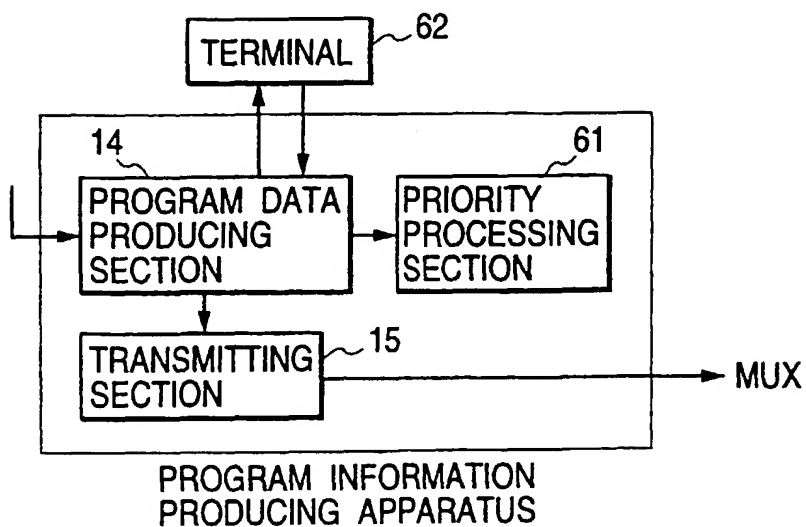 TERMINAL
62
14
61
PROGRAM DATA
PRODUCING
SECTION
PRIORITY
PROCESSING
SECTION
TRANSMITTING
SECTION
15
MUX
PROGRAM INFORMATION
PRODUCING APPARATUS